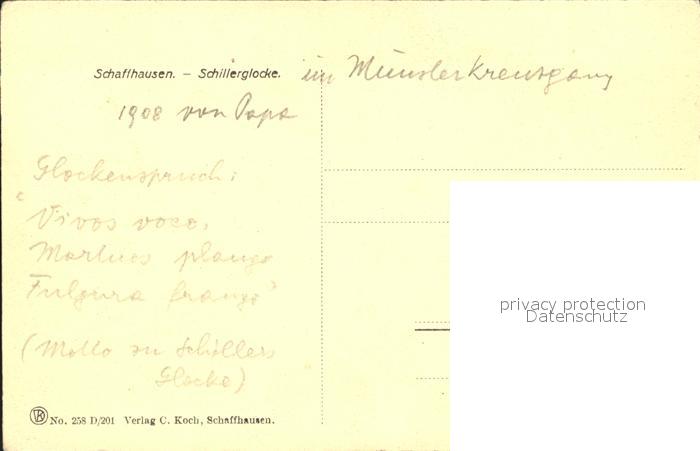 Schaffhausen. – Schillerglocke. im Münsterkreuzgang
1908 von Papa
Glockenspruch:
"Vivos voco,
Mortuos plango
Fulgura frango"
(Motto zu Schillers
Glocke)
No. 258 D/201 Verlag C. Koch, Schaffhausen.
privacy protection
Datenschutz